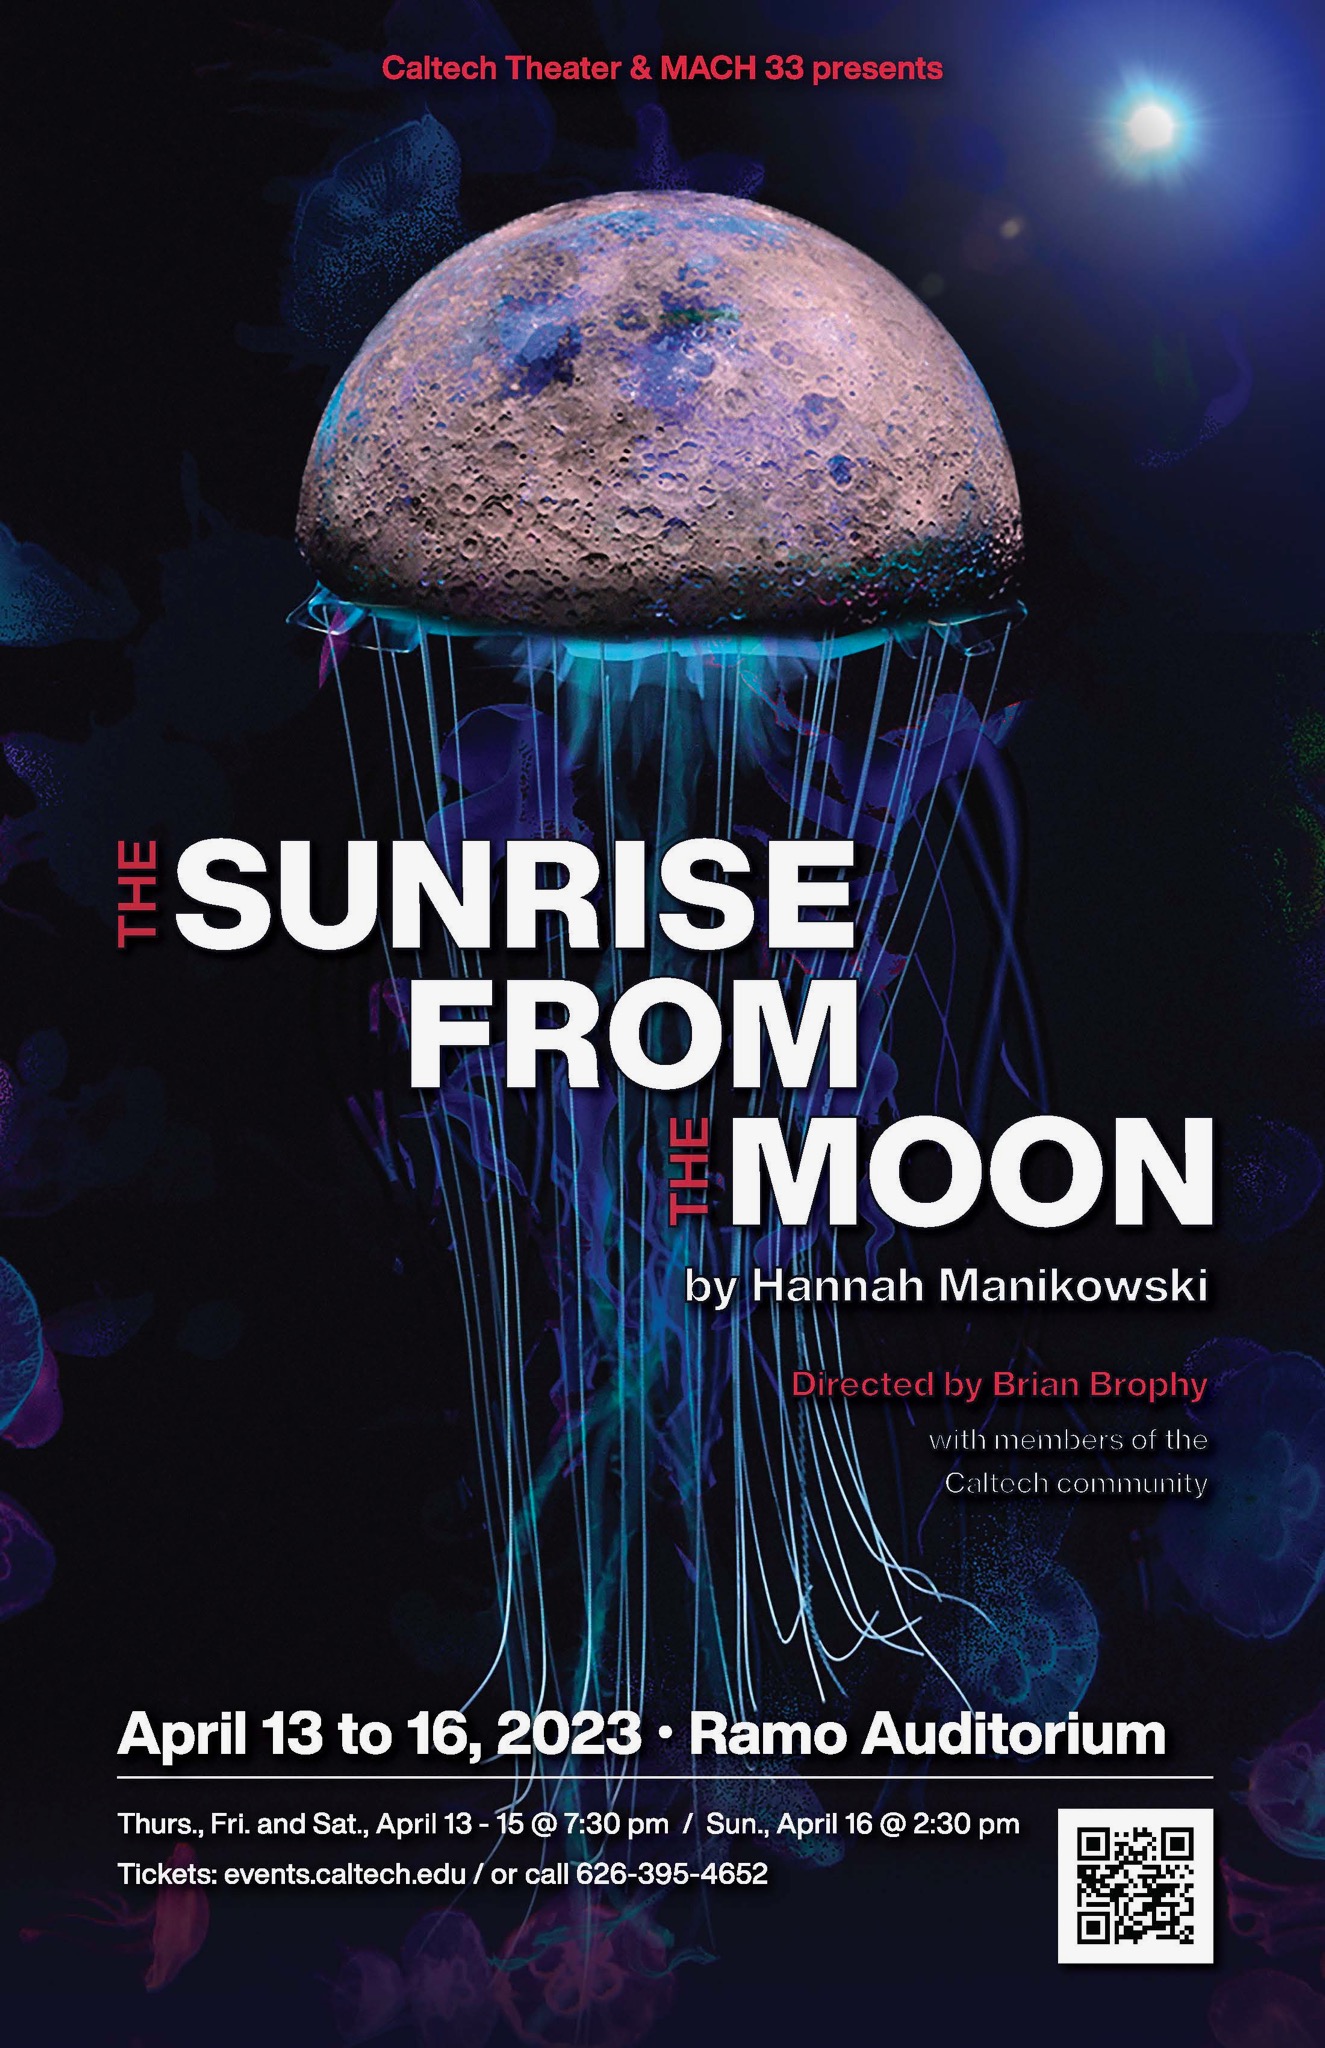 Caltech Theater & MACH 33 presents
THE SUNRISE
FROM
THE MOON
by Hannah Manikowski
Directed by Brian Brophy
with members of the
Caltech community
April 13 to 16, 2023 • Ramo Auditorium
Thurs., Fri. and Sat., April 13 - 15 @ 7:30 pm / Sun., April 16 @ 2:30 pm
Tickets: events.caltech.edu / or call 626-395-4652